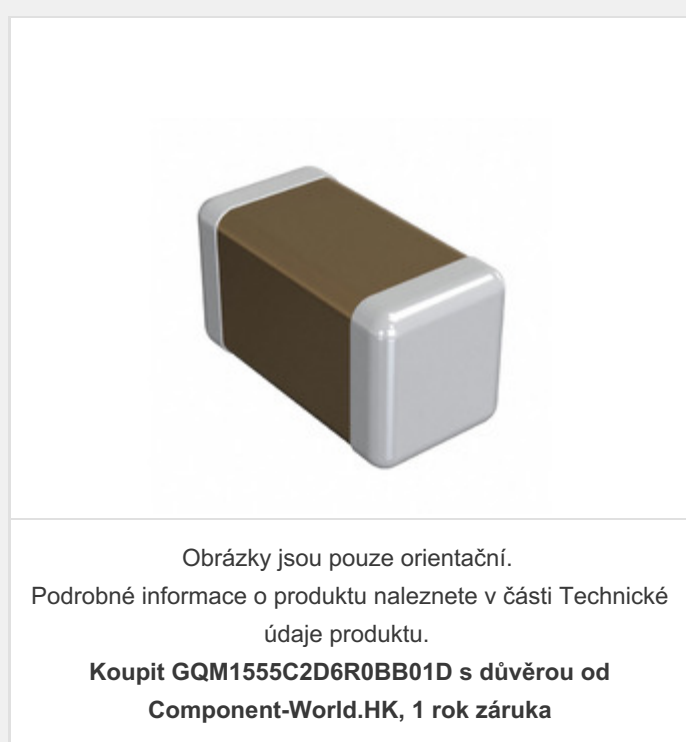 Obrázky jsou pouze orientační.
Podrobné informace o produktu naleznete v části Technické
údaje produktu.
Koupit GQM1555C2D6R0BB01D s důvěrou od
Component-World.HK, 1 rok záruka